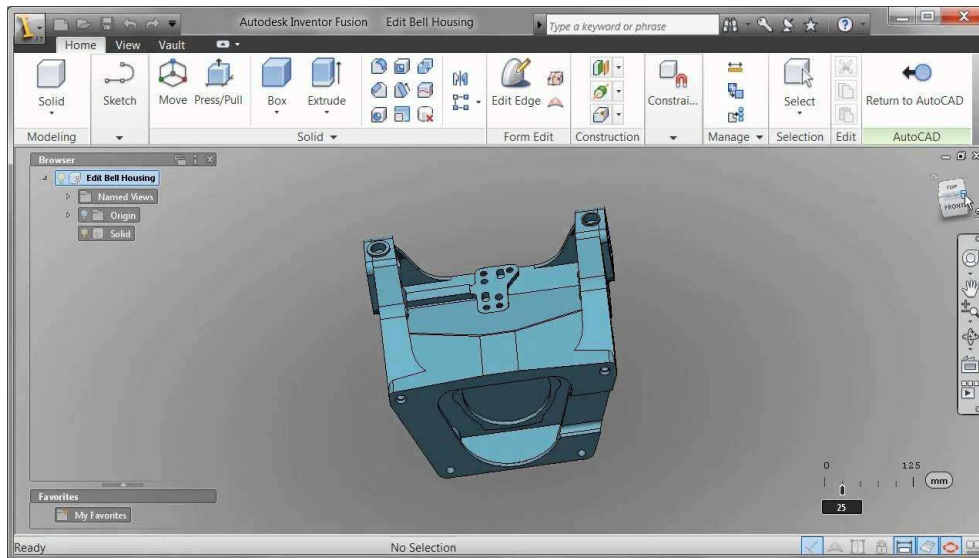 Autodesk Inventor Fusion Edit Bell Housing
Type a keyword or phrase
Home View Vault
Solid
Sketch
Move Press/Pull
Box Extrude
Edit Edge
Constrai...
Select
Return to AutoCAD
Modeling
Solid
Form Edit
Construction
Manage
Selection
Edit
AutoCAD
Browser
Edit Bell Housing
Named Views
Origin
Solid
TOP
FRONT
0 125
mm
25
Favorites
My Favorites
Ready
No Selection